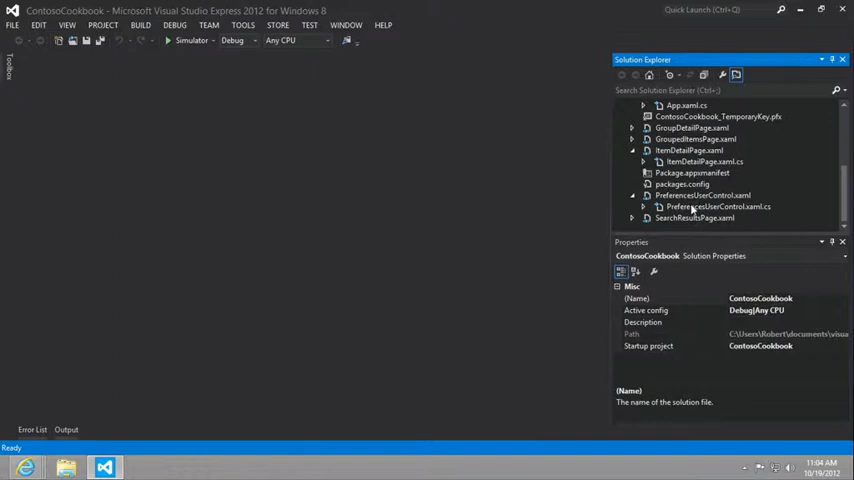 ContosoCookbook - Microsoft Visual Studio Express 2012 for Windows 8
Quick Launch (Ctrl+Q)
FILE EDIT VIEW PROJECT BUILD DEBUG TEAM TOOLS STORE TEST WINDOW HELP
Simulator Debug Any CPU
Toolbox
Solution Explorer
Search Solution Explorer (Ctrl+;)
App.xaml.cs
ContosoCookbook_TemporaryKey.pfx
GroupDetailPage.xaml
GroupedItemsPage.xaml
ItemDetailPage.xaml
ItemDetailPage.xaml.cs
Package.appxmanifest
packages.config
PreferencesUserControl.xaml
PreferencesUserControl.xaml.cs
SearchResultsPage.xaml
Properties
ContosoCookbook Solution Properties
Misc
(Name) ContosoCookbook
Active config Debug|Any CPU
Description
Path C:\Users\Robert\documents\visua
Startup project ContosoCookbook
(Name)
The name of the solution file.
Error List Output
Ready
11:04 AM
10/19/2012